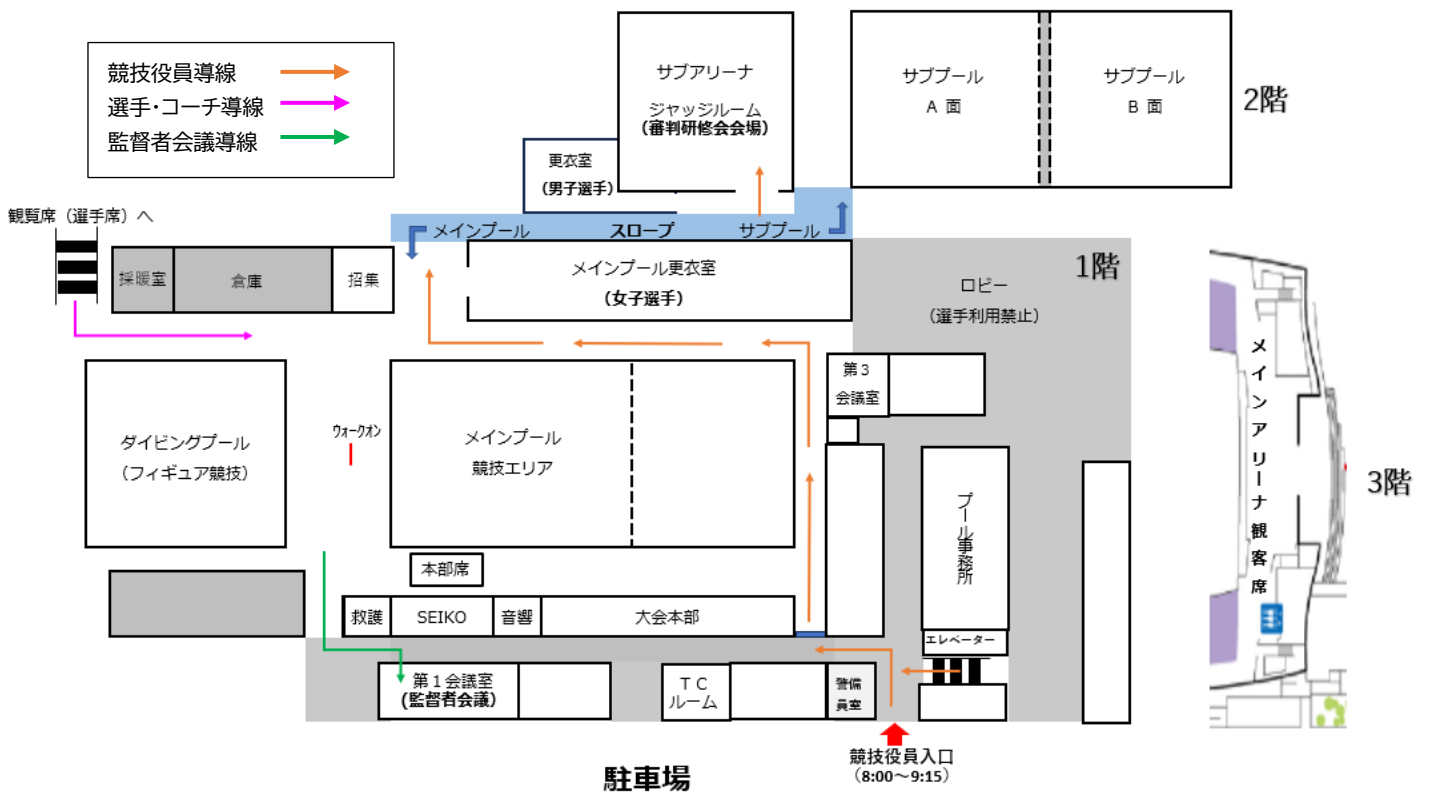 競技役員導線
選手・コーチ導線
監督者会議導線
サブアリーナ
ジャッジルーム
(審判研修会会場)
サブプール
A 面
サブプール
B 面
2階
更衣室
(男子選手)
観覧席（選手席）へ
メインプール
スロープ
サブプール
採暖室
倉庫
招集
メインプール更衣室
(女子選手)
ロビー
（選手利用禁止）
1階
第３
会議室
ダイビングプール
（フィギュア競技）
ｳｫｰｸｵﾝ
メインプール
競技エリア
プール事務所
メインアリーナ観客席
3階
本部席
救護
SEIKO
音響
大会本部
エレベーター
第１会議室
(監督者会議)
ＴＣ
ルーム
警備
員室
競技役員入口
（8:00～9:15）
駐車場